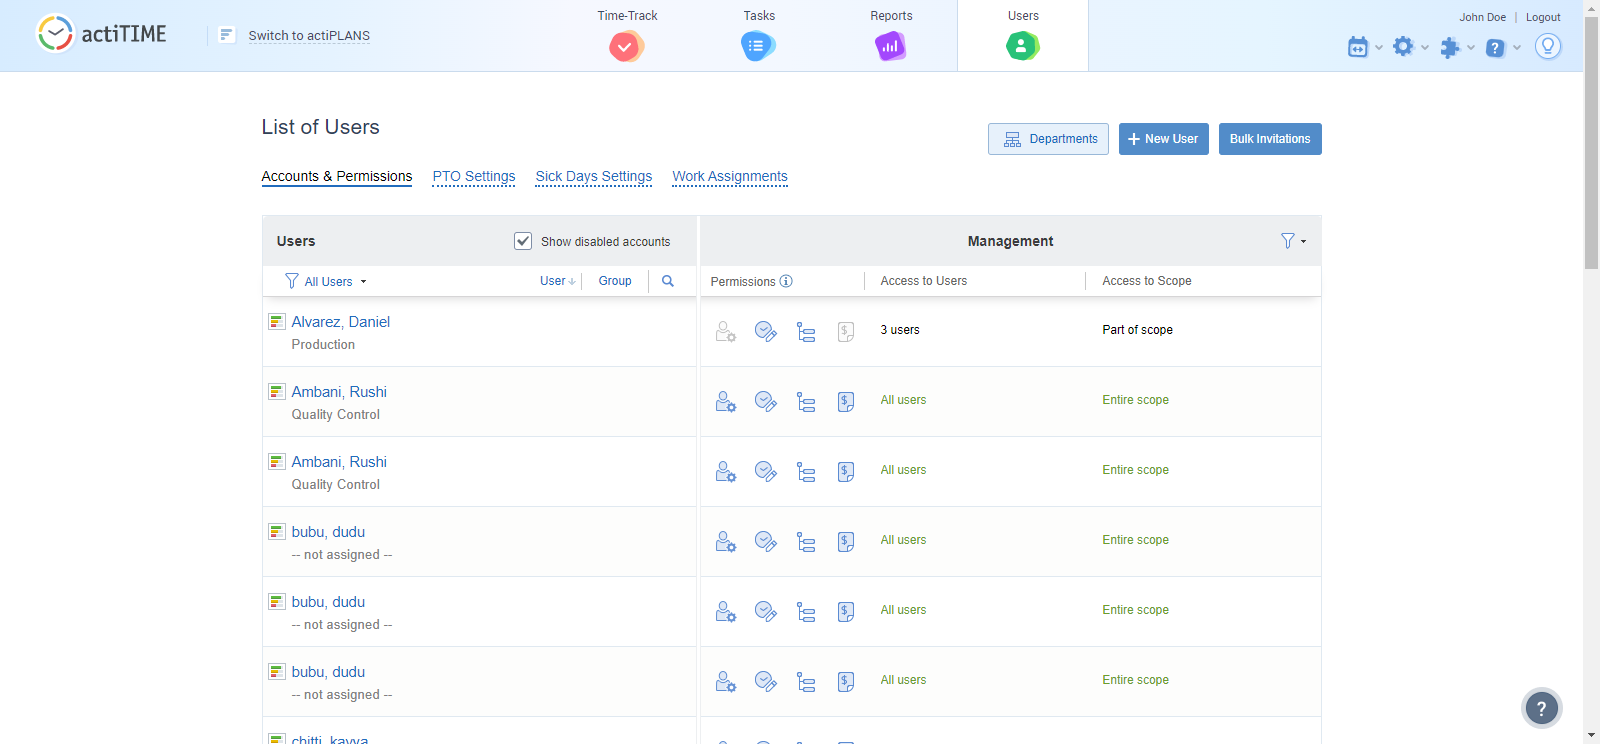 actiTIME
Switch to actiPLANS
Time-Track
Tasks
Reports
Users
John Doe
Logout
List of Users
Departments
New User
Bulk Invitations
Accounts & Permissions
PTO Settings
Sick Days Settings
Work Assignments
Users
Show disabled accounts
Management
All Users
User
Group
Permissions
Access to Users
Access to Scope
Alvarez, Daniel
Production
3 users
Part of scope
Ambani, Rushi
Quality Control
All users
Entire scope
Ambani, Rushi
Quality Control
All users
Entire scope
bubu, dudu
-- not assigned --
All users
Entire scope
bubu, dudu
-- not assigned --
All users
Entire scope
bubu, dudu
-- not assigned --
All users
Entire scope
chitti, kavya